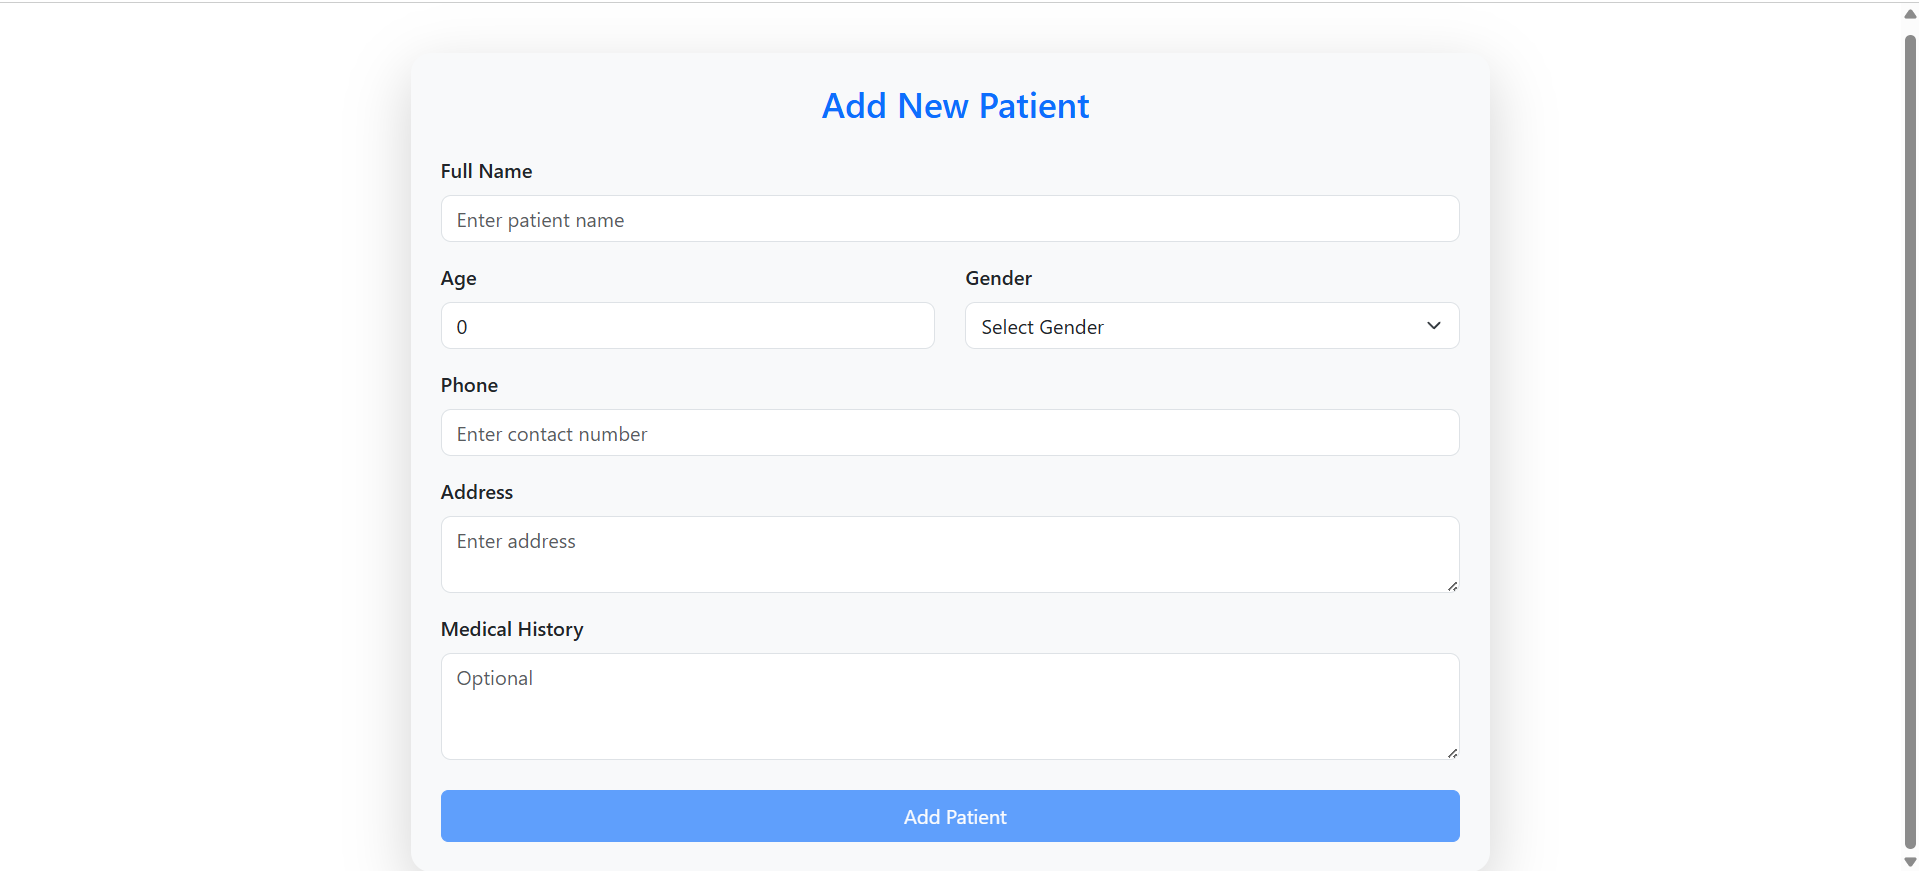 Add New Patient
Full Name
Enter patient name
Age
Gender
0
Select Gender
Phone
Enter contact number
Address
Enter address
Medical History
Optional
Add Patient